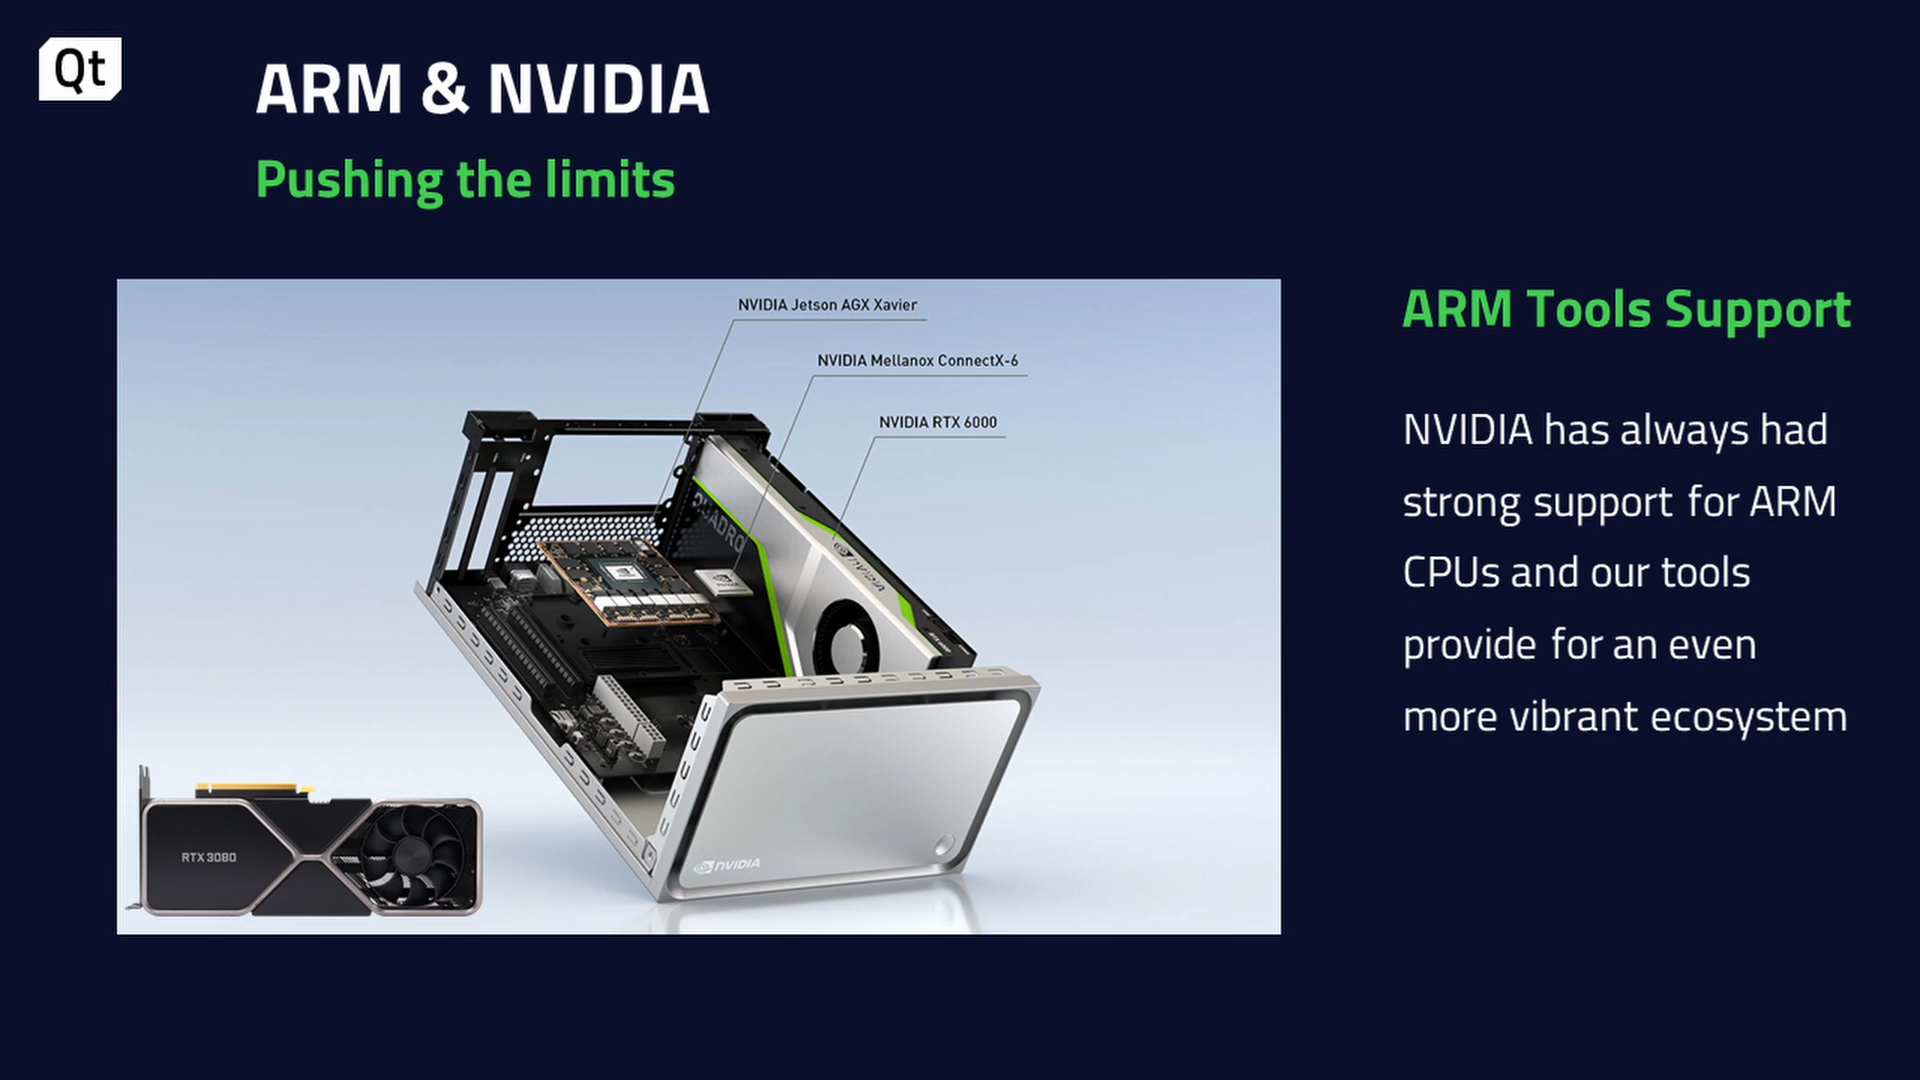 Qt
ARM & NVIDIA
Pushing the limits
NVIDIA Jetson AGX Xavier
NVIDIA Mellanox ConnectX-6
NVIDIA RTX 6000
QUADRO
NVIDIA
RTX 3080
NVIDIA
ARM Tools Support
NVIDIA has always had
strong support for ARM
CPUs and our tools
provide for an even
more vibrant ecosystem